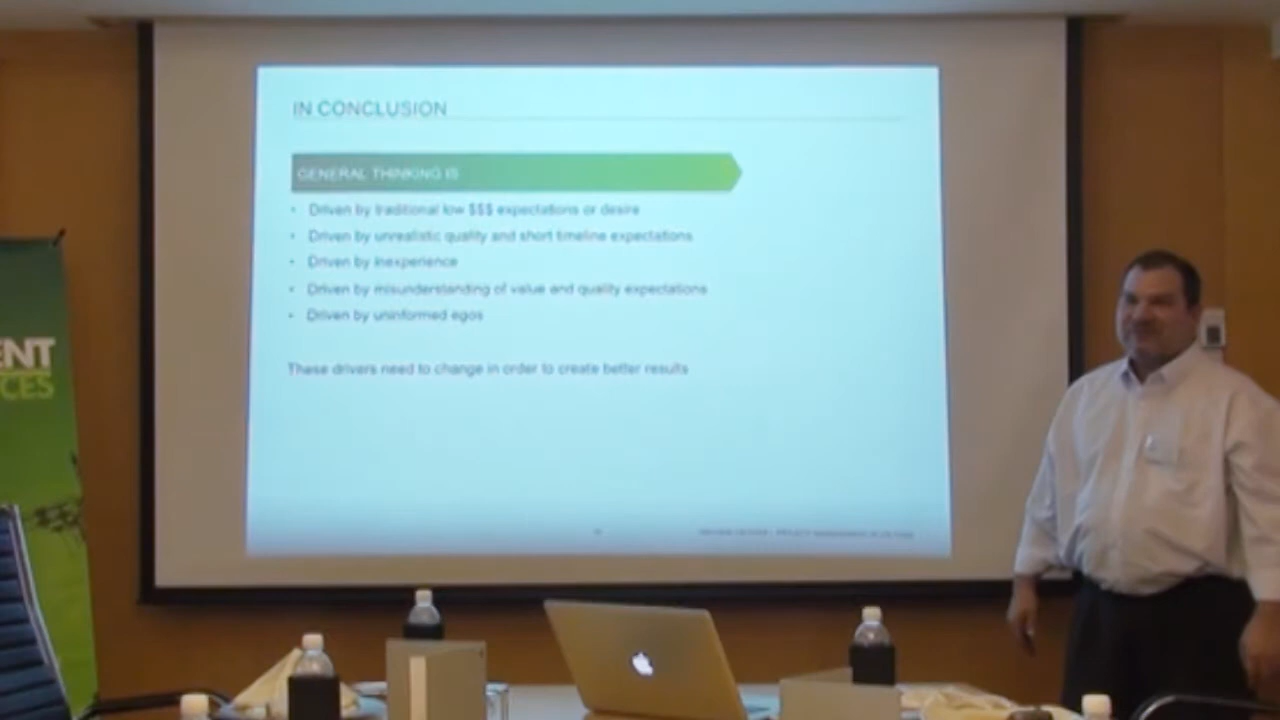 IN CONCLUSION
GENERAL THINKING IS
• Driven by traditional low $$$ expectations or desire
• Driven by unrealistic quality and short timeline expectations
• Driven by inexperience
• Driven by misunderstanding of value and quality expectations
• Driven by uninformed egos
These drivers need to change in order to create better results
ENT
CES